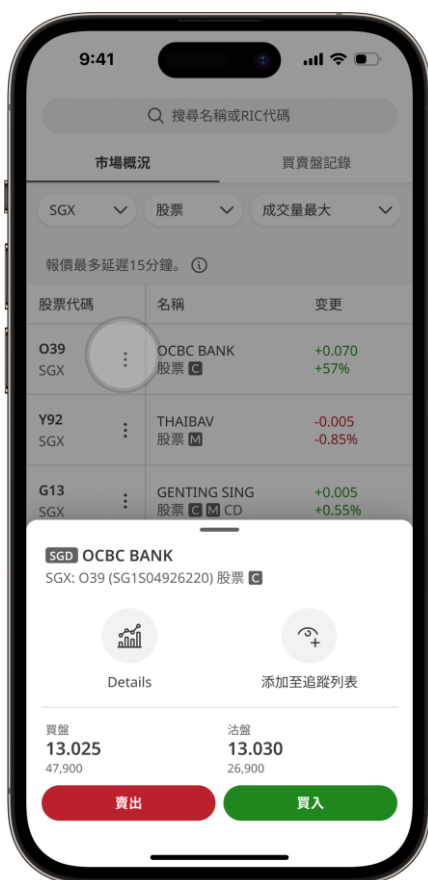 9:41
搜尋名稱或RIC代碼
市場概況 買賣盤記錄
SGX 股票 成交量最大
報價最多延遲15分鐘。
股票代碼 名稱 变更
O39 OCBC BANK +0.070
SGX 股票 C +57%
Y92 THAIBAV -0.005
SGX 股票 M -0.85%
G13 GENTING SING +0.005
SGX 股票 C M CD +0.55%
SGD OCBC BANK
SGX: O39 (SG1S04926220) 股票 C
Details 添加至追蹤列表
買盤 沽盤
13.025 13.030
47,900 26,900
賣出 買入